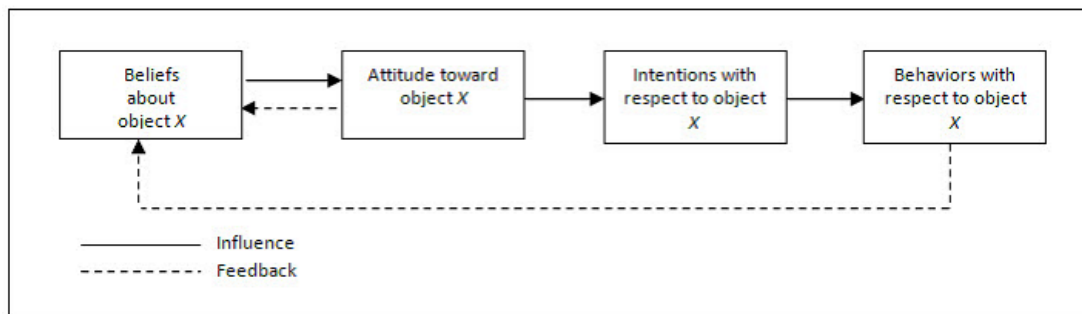 Beliefs
about
object X
Attitude toward
object X
Intentions with
respect to object
X
Behaviors with
respect to object
X
Influence
Feedback